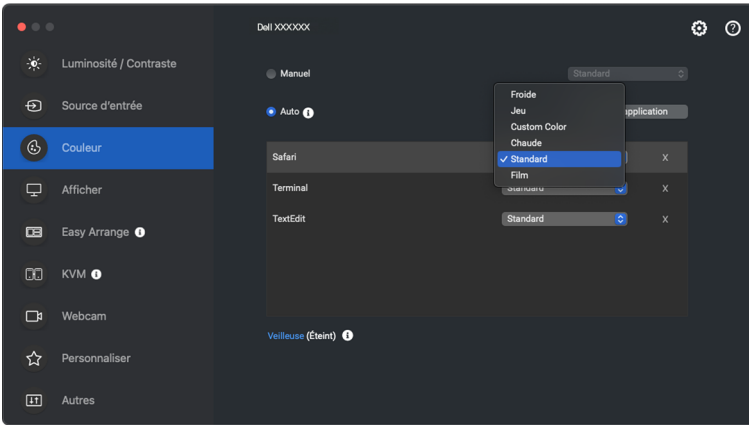 Dell XXXXXX
Luminosité / Contraste
Source d'entrée
Couleur
Afficher
Easy Arrange
KVM
Webcam
Personnaliser
Autres
Manuel
Standard
Auto
application
Froide
Jeu
Custom Color
Chaude
Standard
Film
Safari
X
Terminal
Standard
X
TextEdit
Standard
X
Veilleuse (Éteint)